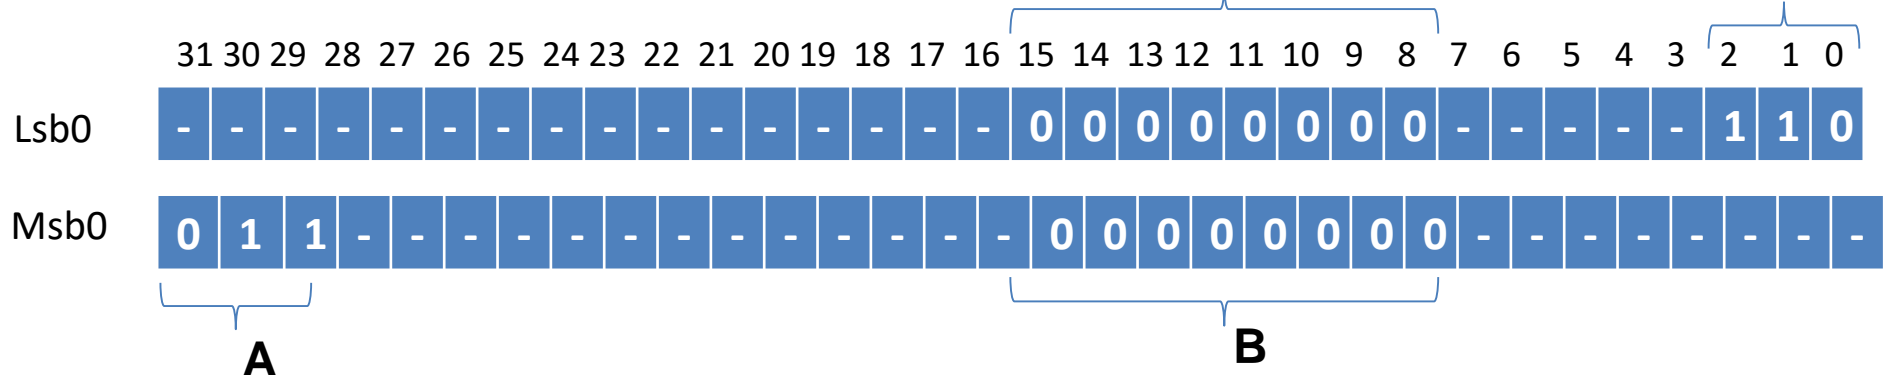 31 30 29 28 27 26 25 24 23 22 21 20 19 18 17 16 15 14 13 12 11 10 9 8 7 6 5 4 3 2 1 0
Lsb0 - - - - - - - - - - - - - - - - 0 0 0 0 0 0 0 0 - - - - - 1 1 0
Msb0 0 1 1 - - - - - - - - - - - - - 0 0 0 0 0 0 0 0 - - - - - - - -
A B